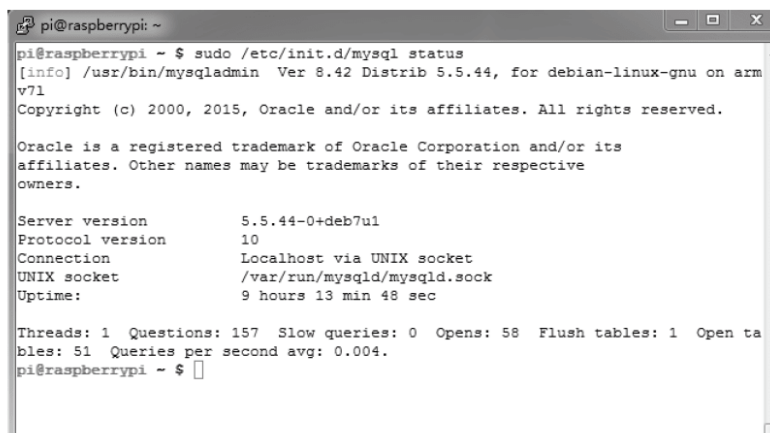 pi@raspberrypi: ~
pi@raspberrypi ~ $ sudo /etc/init.d/mysql status
[info] /usr/bin/mysqladmin  Ver 8.42 Distrib 5.5.44, for debian-linux-gnu on arm
v7l
Copyright (c) 2000, 2015, Oracle and/or its affiliates. All rights reserved.
Oracle is a registered trademark of Oracle Corporation and/or its
affiliates. Other names may be trademarks of their respective
owners.
Server version          5.5.44-0+deb7u1
Protocol version        10
Connection              Localhost via UNIX socket
UNIX socket             /var/run/mysqld/mysqld.sock
Uptime:                 9 hours 13 min 48 sec
Threads: 1  Questions: 157  Slow queries: 0  Opens: 58  Flush tables: 1  Open ta
bles: 51  Queries per second avg: 0.004.
pi@raspberrypi ~ $